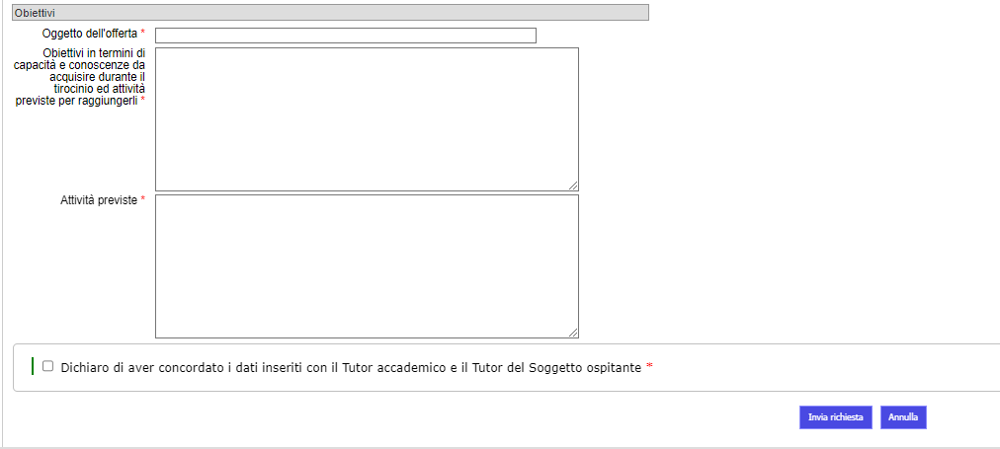 Obiettivi
Oggetto dell'offerta *
Obiettivi in termini di
capacità e conoscenze da
acquisire durante il
tirocinio ed attività
previste per raggiungerli *
Attività previste *
Dichiaro di aver concordato i dati inseriti con il Tutor accademico e il Tutor del Soggetto ospitante *
Invia richiesta
Annulla